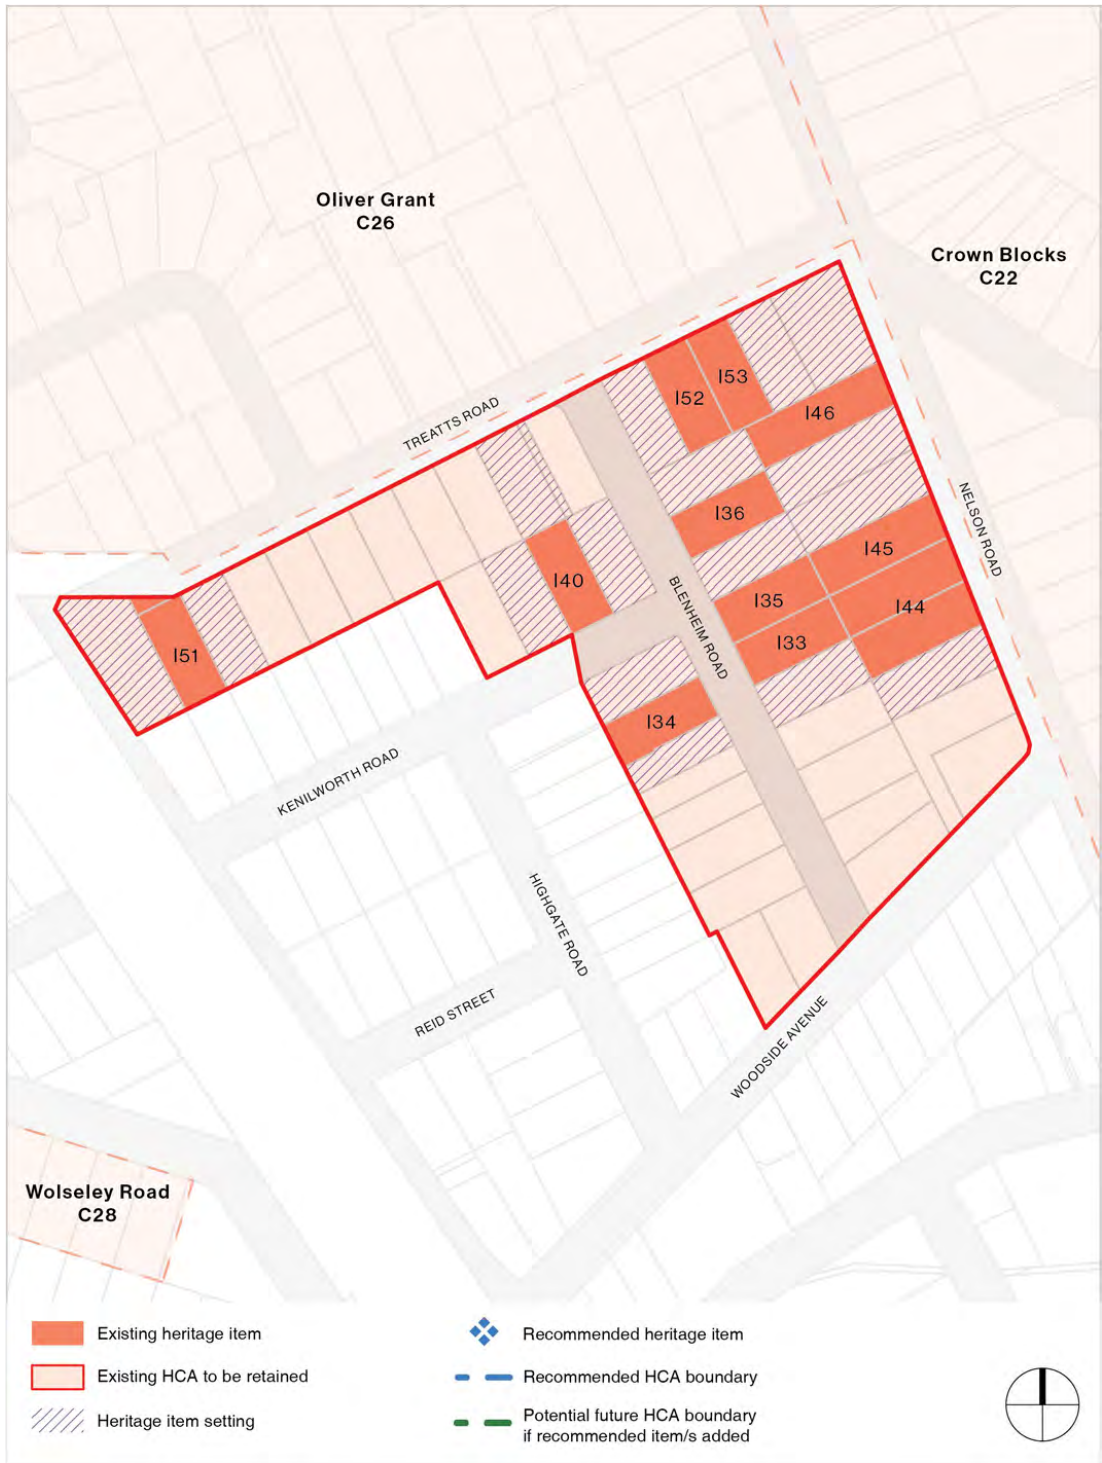 Oliver Grant
C26
Crown Blocks
C22
TREATTS ROAD
I53
I52
I46
NELSON ROAD
I36
I45
I40
I35
I44
BLENHEIM ROAD
I33
I51
I34
KENILWORTH ROAD
HIGHGATE ROAD
REID STREET
WOODSIDE AVENUE
Wolseley Road
C28
Existing heritage item
Existing HCA to be retained
Heritage item setting
Recommended heritage item
Recommended HCA boundary
Potential future HCA boundary
if recommended item/s added